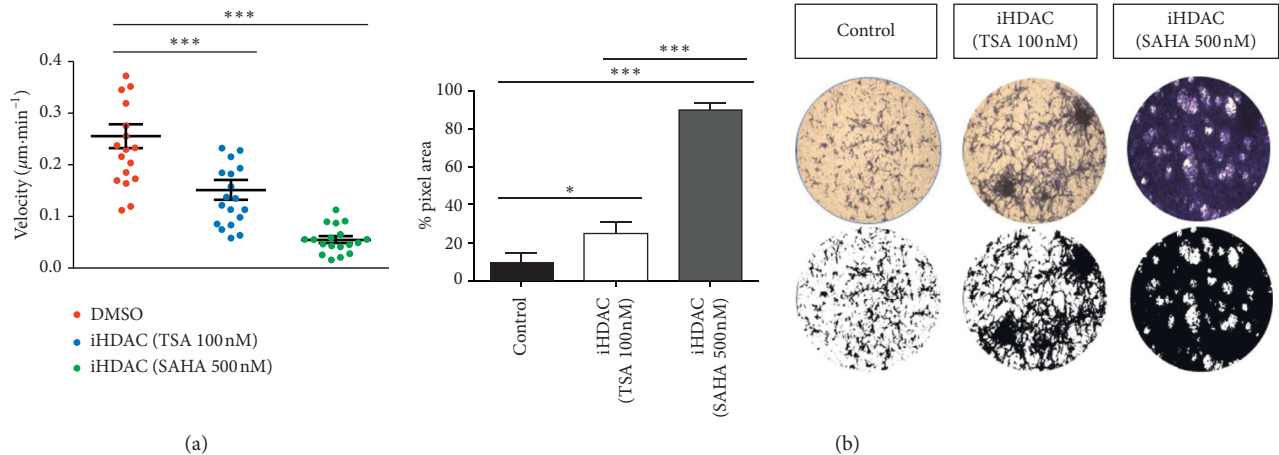 ***
***
Velocity (μm·min⁻¹)
0.4
0.3
0.2
0.1
0.0
DMSO
iHDAC (TSA 100 nM)
iHDAC (SAHA 500 nM)
(a)
***
***
*
% pixel area
100
80
60
40
20
0
Control
iHDAC
(TSA 100 nM)
iHDAC
(SAHA 500 nM)
Control
iHDAC
(TSA 100 nM)
iHDAC
(SAHA 500 nM)
(b)